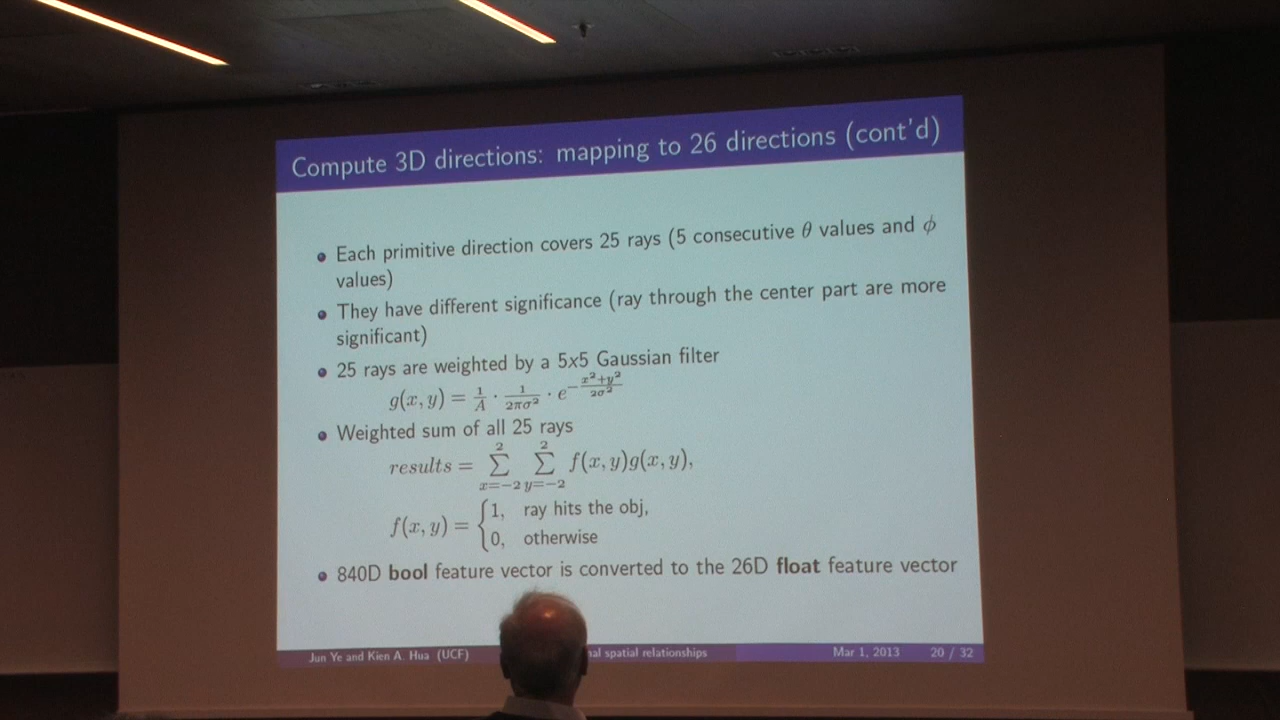 Compute 3D directions: mapping to 26 directions (cont'd)
Each primitive direction covers 25 rays (5 consecutive θ values and ϕ
values)
They have different significance (ray through the center part are more
significant)
25 rays are weighted by a 5x5 Gaussian filter
g(x, y) = 1/A · 1/2πσ² · e^−(x²+y²)/2σ²
Weighted sum of all 25 rays
results = ∑_{x=−2}^{2} ∑_{y=−2}^{2} f(x, y)g(x, y),
f(x, y) = { 1, ray hits the obj,
0, otherwise
840D bool feature vector is converted to the 26D float feature vector
Jun Ye and Kien A. Hua (UCF) spatial relationships Mar 1, 2013 20 / 32